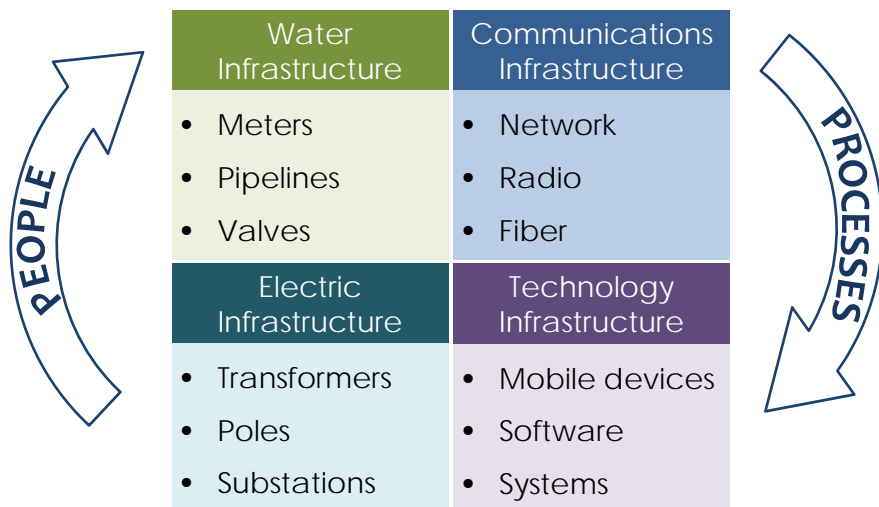 PEOPLE
Water
Infrastructure
• Meters
• Pipelines
• Valves
Communications
Infrastructure
• Network
• Radio
• Fiber
Electric
Infrastructure
• Transformers
• Poles
• Substations
Technology
Infrastructure
• Mobile devices
• Software
• Systems
PROCESSES